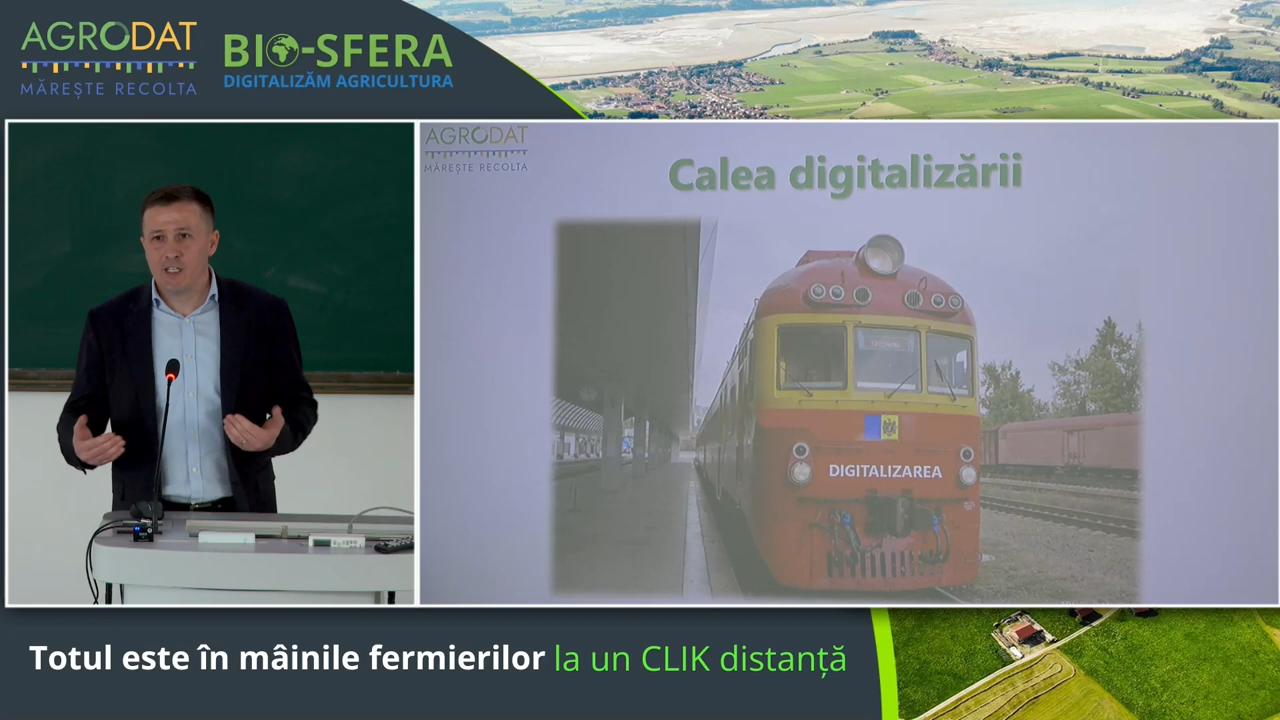 AGRODAT
MĂREȘTE RECOLTA
BIO-SFERA
DIGITALIZĂM AGRICULTURA
AGRODAT
MĂREȘTE RECOLTA
Calea digitalizării
DIGITALIZAREA
Totul este în mâinile fermierilor la un CLIK distanță